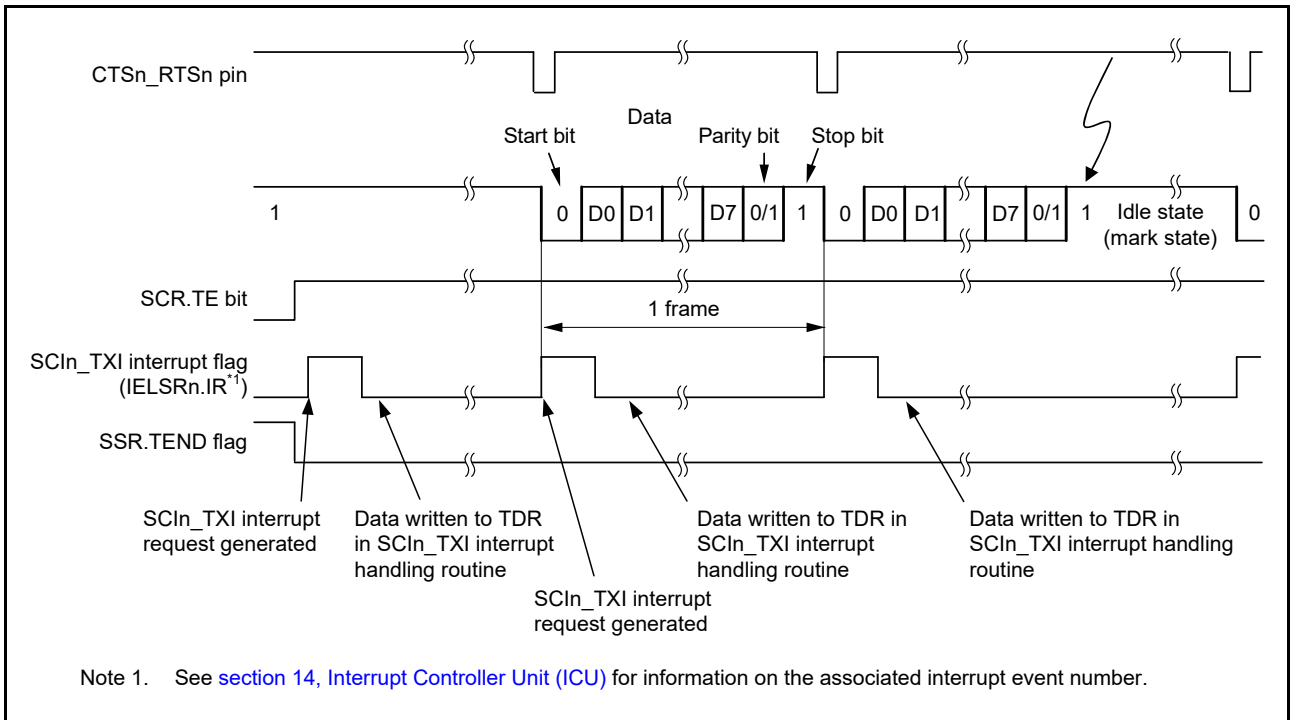 CTSn_RTSn pin
Data
Start bit
Parity bit
Stop bit
1
0
D0
D1
D7
0/1
1
0
D0
D1
D7
0/1
1
Idle state
(mark state)
0
SCR.TE bit
1 frame
SCIn_TXI interrupt flag
(IELSRn.IR*1)
SSR.TEND flag
SCIn_TXI interrupt
request generated
Data written to TDR
in SCIn_TXI interrupt
handling routine
SCIn_TXI interrupt
request generated
Data written to TDR in
SCIn_TXI interrupt
handling routine
Data written to TDR in
SCIn_TXI interrupt handling
routine
Note 1. See section 14, Interrupt Controller Unit (ICU) for information on the associated interrupt event number.